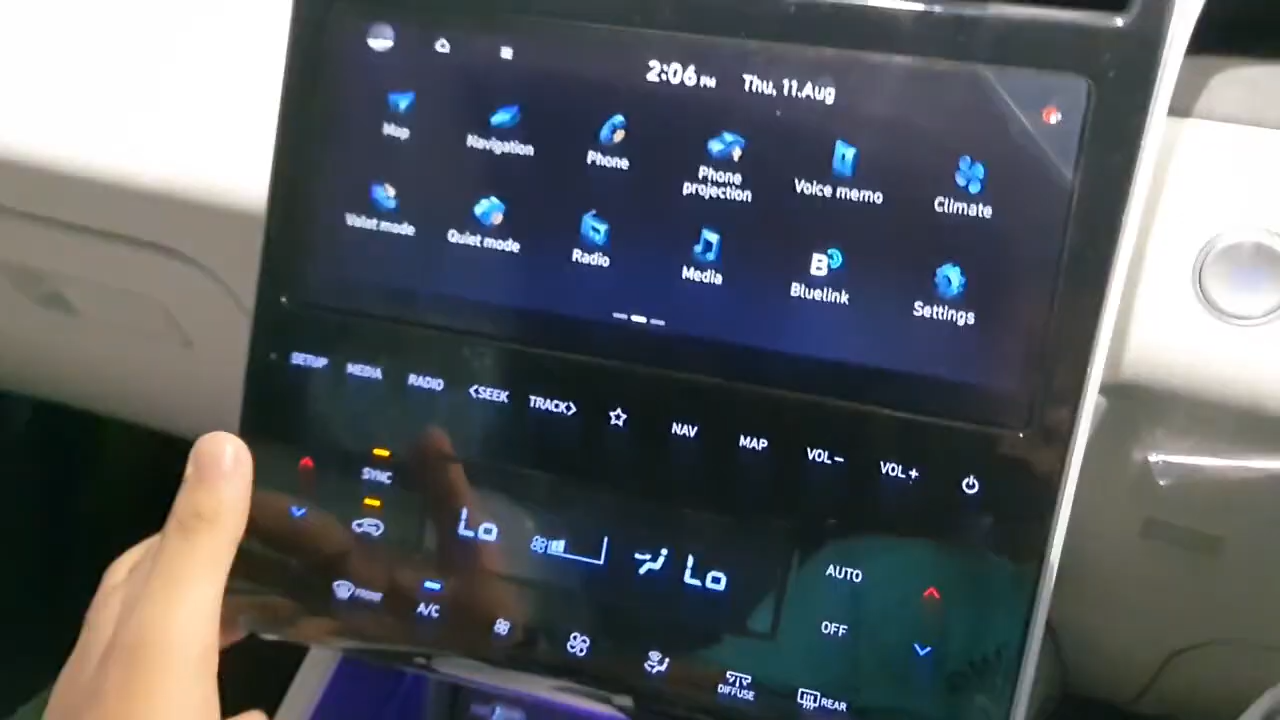 2:06 PM Thu, 11.Aug
Map Navigation Phone Phone projection Voice memo Climate
Valet mode Quiet mode Radio Media Bluelink Settings
SETUP MEDIA RADIO <SEEK TRACK> NAV MAP VOL− VOL+
SYNC
Lo Lo
AUTO
FRONT A/C OFF
DIFFUSE REAR